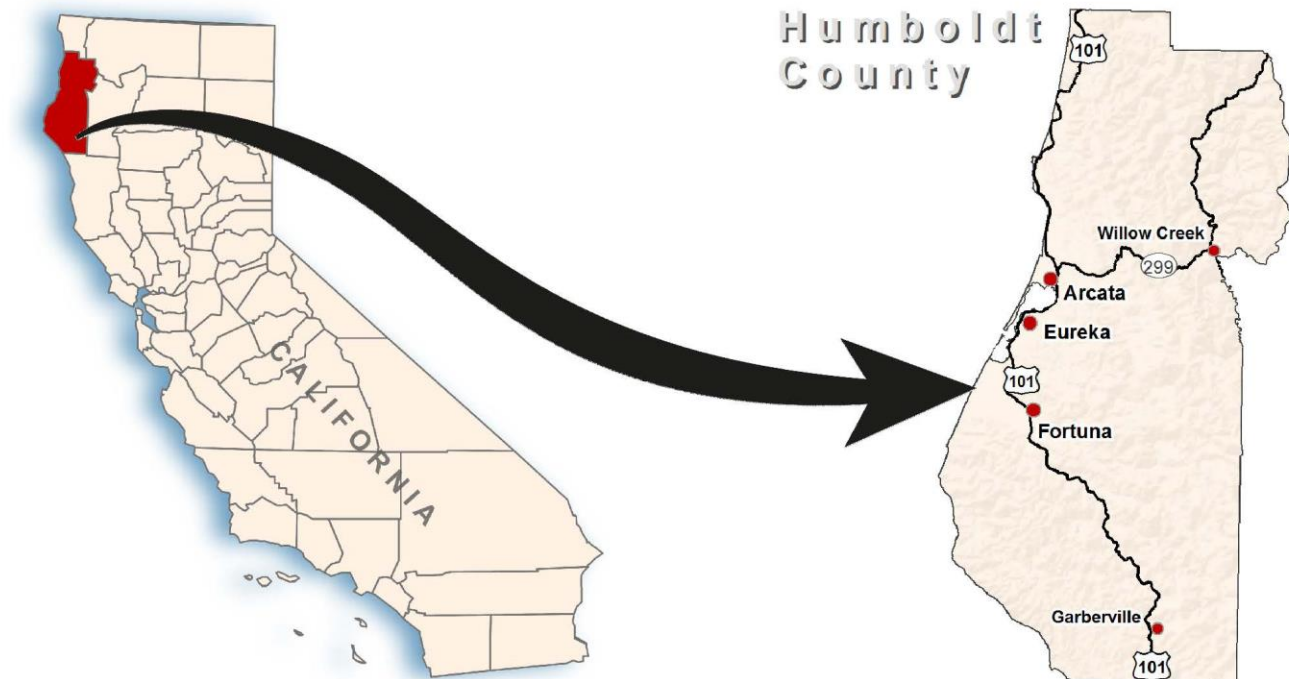 Humboldt
County
101
Willow Creek
299
Arcata
Eureka
101
Fortuna
Garberville
101
CALIFORNIA